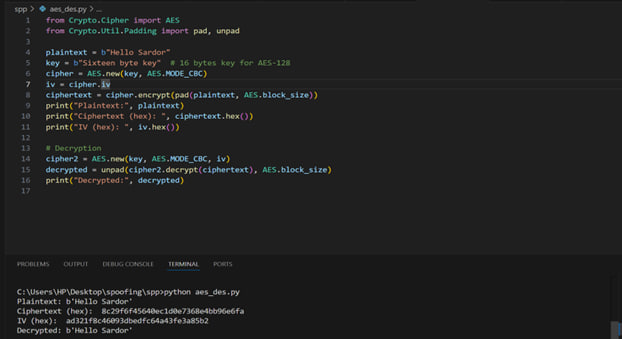 spp > aes_des.py > ...
1 from Crypto.Cipher import AES
2 from Crypto.Util.Padding import pad, unpad
3
4 plaintext = b"Hello Sardor"
5 key = b"Sixteen byte key"  # 16 bytes key for AES-128
6 cipher = AES.new(key, AES.MODE_CBC)
7 iv = cipher.iv
8 ciphertext = cipher.encrypt(pad(plaintext, AES.block_size))
9 print("Plaintext:", plaintext)
10 print("Ciphertext (hex): ", ciphertext.hex())
11 print("IV (hex): ", iv.hex())
12
13 # Decryption
14 cipher2 = AES.new(key, AES.MODE_CBC, iv)
15 decrypted = unpad(cipher2.decrypt(ciphertext), AES.block_size)
16 print("Decrypted:", decrypted)
17
PROBLEMS OUTPUT DEBUG CONSOLE TERMINAL PORTS
C:\Users\HP\Desktop\spoofing\spp>python aes_des.py
Plaintext: b'Hello Sardor'
Ciphertext (hex):  8c29f6f45640ec1d0e7368e4bb96e6fa
IV (hex):  ad321f8c46093dbedfc64a43fe3a85b2
Decrypted: b'Hello Sardor'